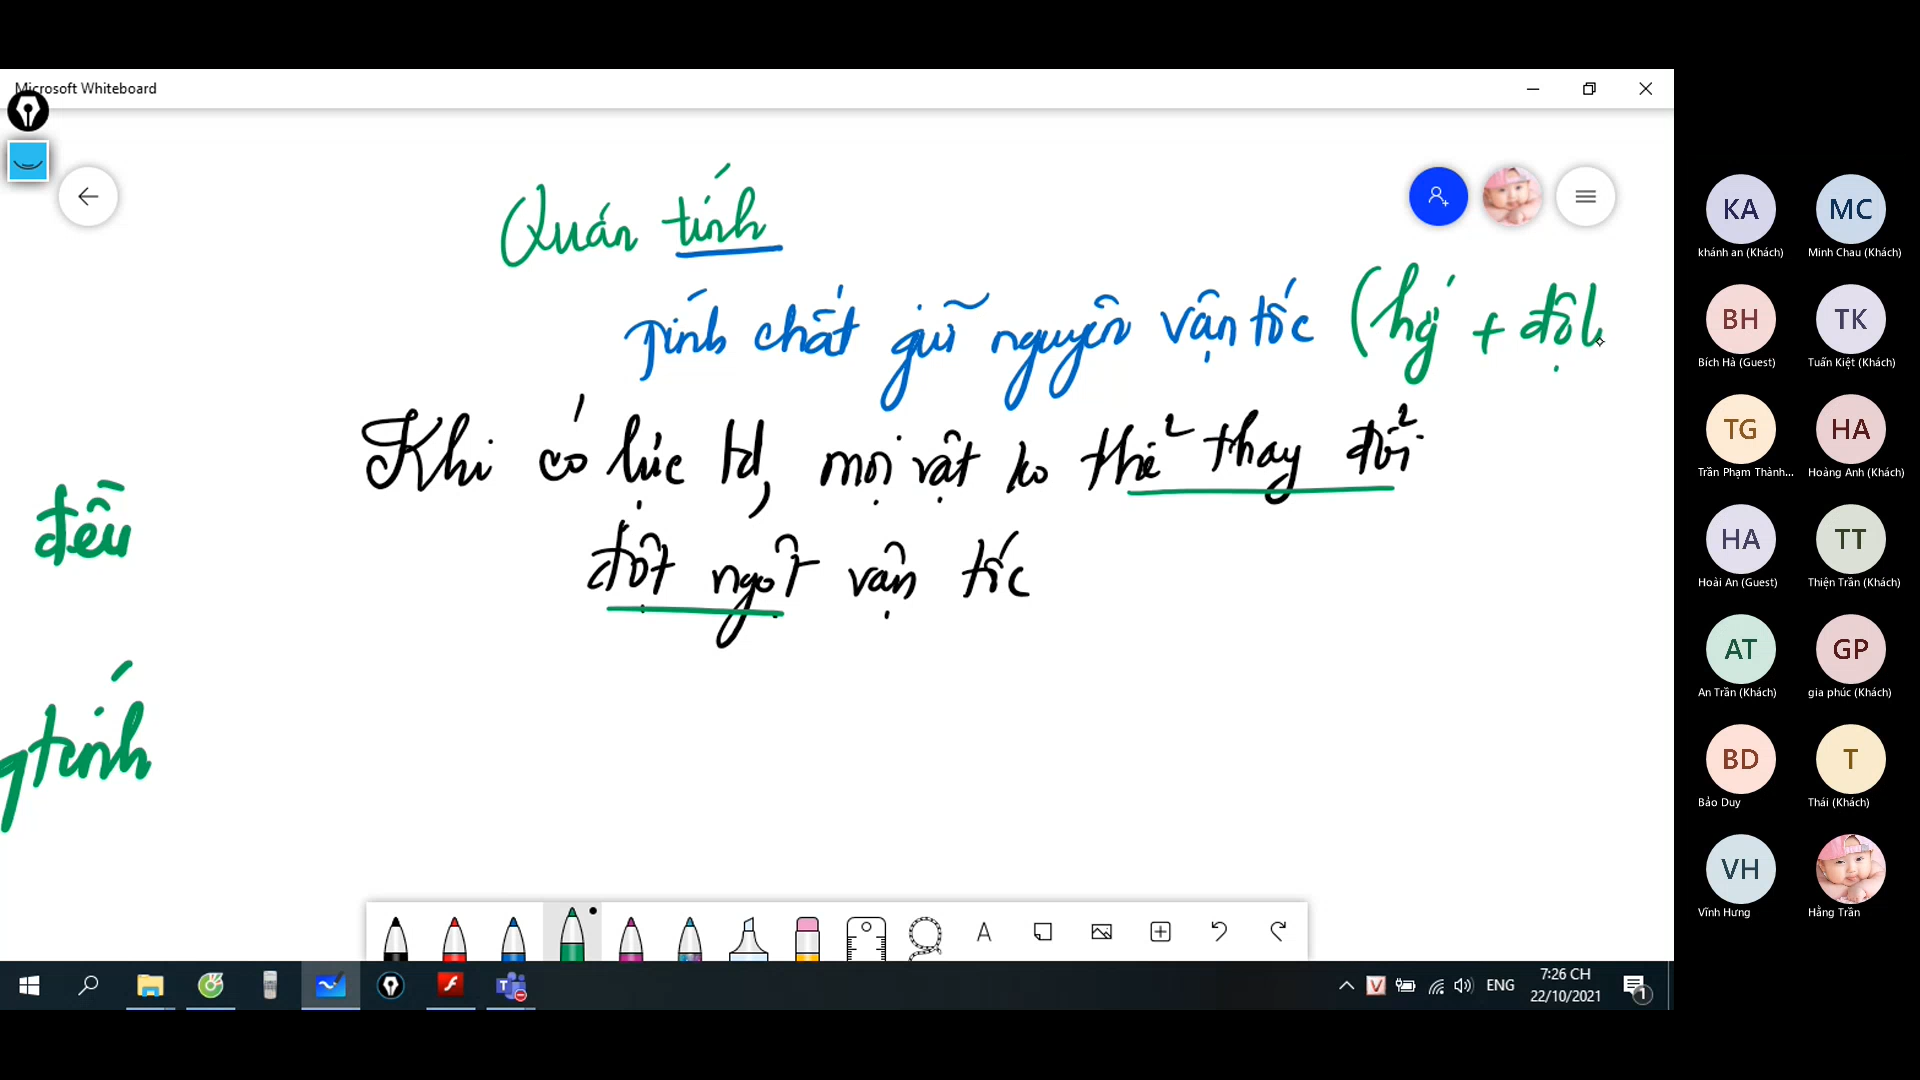 Microsoft Whiteboard
Quán tính
Tính chất giữ nguyên vận tốc (hg + độ
Khi có lực td, mọi vật ko thể thay đổi
đột ngột vận tốc
đều
qtính
A
KA
khánh an (Khách)
MC
Minh Chau (Khách)
BH
Bích Hà (Guest)
TK
Tuấn Kiệt (Khách)
TG
Trần Phạm Thành...
HA
Hoàng Anh (Khách)
HA
Hoài An (Guest)
TT
Thiện Trần (Khách)
AT
An Trần (Khách)
GP
gia phúc (Khách)
BD
Bảo Duy
T
Thái (Khách)
VH
Vĩnh Hưng
Hằng Trần
V
ENG
7:26 CH
22/10/2021
1